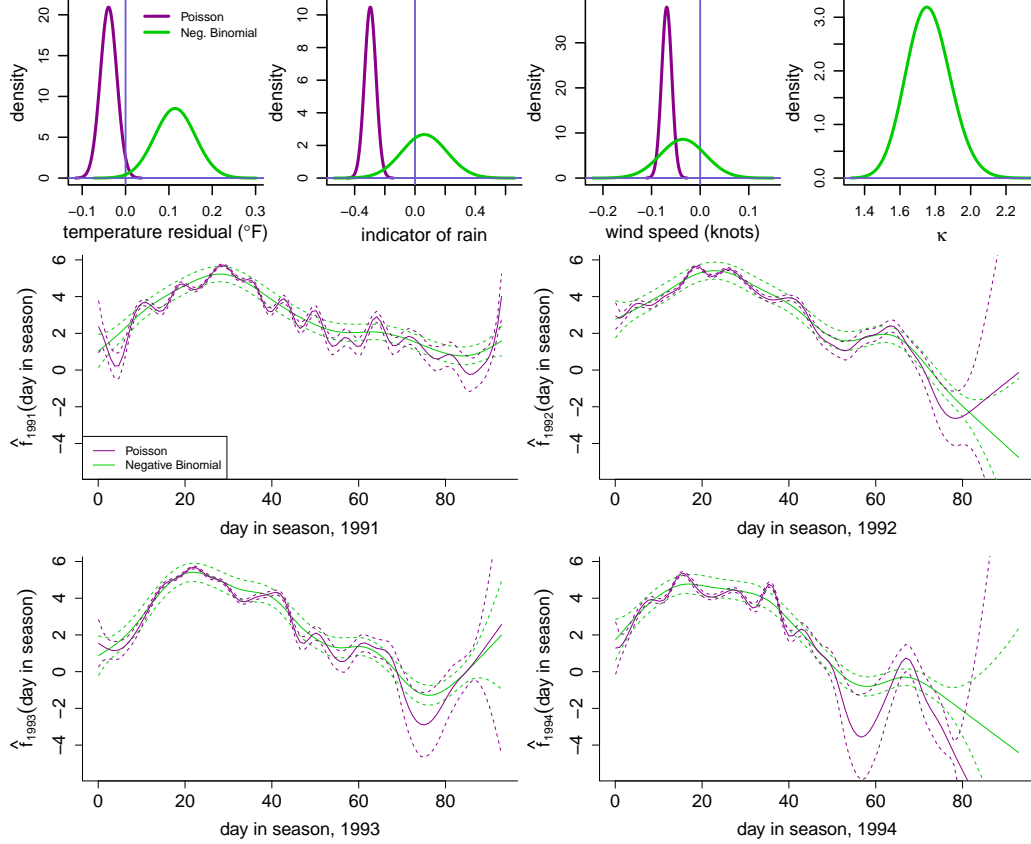 density
0 5 10 15 20
−0.1 0.0 0.1 0.2 0.3
temperature residual (°F)
Poisson
Neg. Binomial
density
0 2 4 6 8 10
−0.4 0.0 0.4
indicator of rain
density
0 10 20 30
−0.2 −0.1 0.0 0.1
wind speed (knots)
density
0.0 1.0 2.0 3.0
1.4 1.6 1.8 2.0 2.2
κ
f̂1991(day in season)
−4 −2 0 2 4 6
Poisson
Negative Binomial
0 20 40 60 80
day in season, 1991
f̂1992(day in season)
−4 −2 0 2 4 6
0 20 40 60 80
day in season, 1992
f̂1993(day in season)
−4 −2 0 2 4 6
0 20 40 60 80
day in season, 1993
f̂1994(day in season)
−4 −2 0 2 4 6
0 20 40 60 80
day in season, 1994